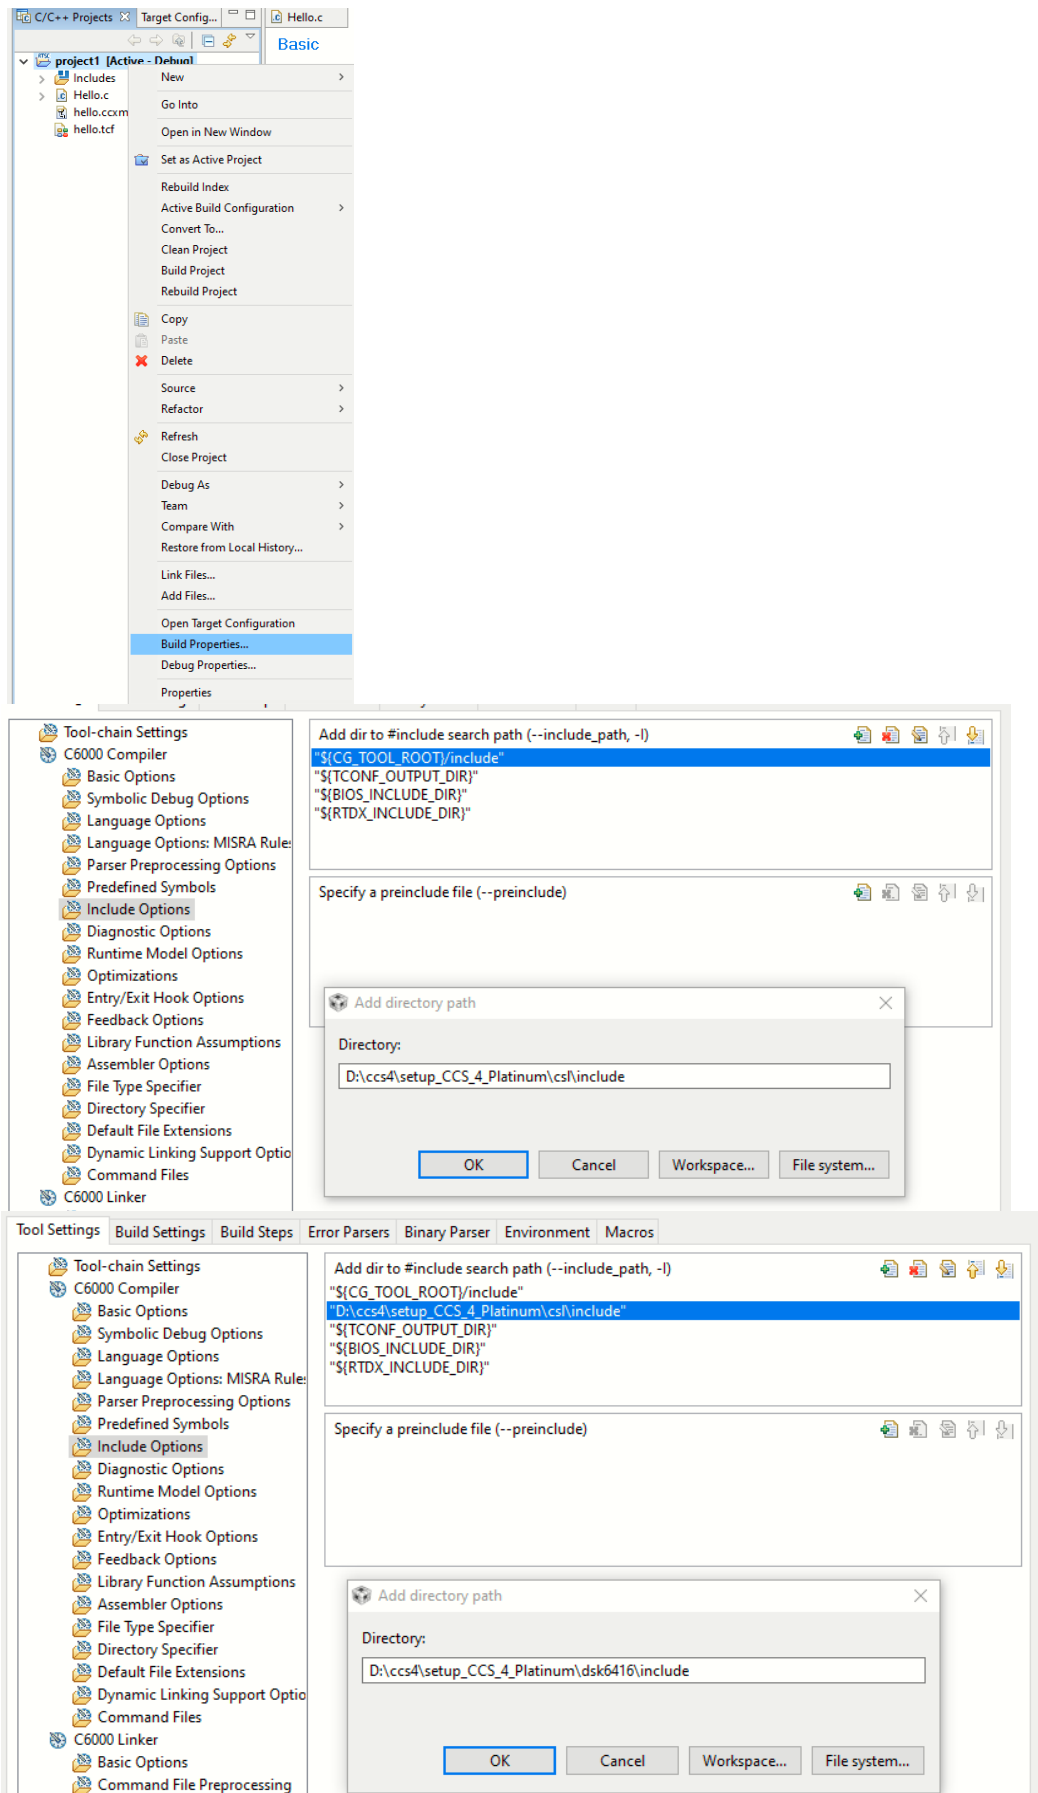 C/C++ Projects
Target Config...
Hello.c
Basic
project1 [Active - Debug]
Includes
Hello.c
hello.ccxm
hello.tcf
New
Go Into
Open in New Window
Set as Active Project
Rebuild Index
Active Build Configuration
Convert To...
Clean Project
Build Project
Rebuild Project
Copy
Paste
Delete
Source
Refactor
Refresh
Close Project
Debug As
Team
Compare With
Restore from Local History...
Link Files...
Add Files...
Open Target Configuration
Build Properties...
Debug Properties...
Properties
Tool-chain Settings
C6000 Compiler
Basic Options
Symbolic Debug Options
Language Options
Language Options: MISRA Rule
Parser Preprocessing Options
Predefined Symbols
Include Options
Diagnostic Options
Runtime Model Options
Optimizations
Entry/Exit Hook Options
Feedback Options
Library Function Assumptions
Assembler Options
File Type Specifier
Directory Specifier
Default File Extensions
Dynamic Linking Support Optio
Command Files
C6000 Linker
Add dir to #include search path (--include_path, -I)
"${CG_TOOL_ROOT}/include"
"${TCONF_OUTPUT_DIR}"
"${BIOS_INCLUDE_DIR}"
"${RTDX_INCLUDE_DIR}"
Specify a preinclude file (--preinclude)
Add directory path
Directory:
D:\ccs4\setup_CCS_4_Platinum\csl\include
OK
Cancel
Workspace...
File system...
Tool Settings
Build Settings
Build Steps
Error Parsers
Binary Parser
Environment
Macros
Tool-chain Settings
C6000 Compiler
Basic Options
Symbolic Debug Options
Language Options
Language Options: MISRA Rule
Parser Preprocessing Options
Predefined Symbols
Include Options
Diagnostic Options
Runtime Model Options
Optimizations
Entry/Exit Hook Options
Feedback Options
Library Function Assumptions
Assembler Options
File Type Specifier
Directory Specifier
Default File Extensions
Dynamic Linking Support Optio
Command Files
C6000 Linker
Basic Options
Command File Preprocessing
Add dir to #include search path (--include_path, -I)
"${CG_TOOL_ROOT}/include"
"D:\ccs4\setup_CCS_4_Platinum\csl\include"
"${TCONF_OUTPUT_DIR}"
"${BIOS_INCLUDE_DIR}"
"${RTDX_INCLUDE_DIR}"
Specify a preinclude file (--preinclude)
Add directory path
Directory:
D:\ccs4\setup_CCS_4_Platinum\dsk6416\include
OK
Cancel
Workspace...
File system...